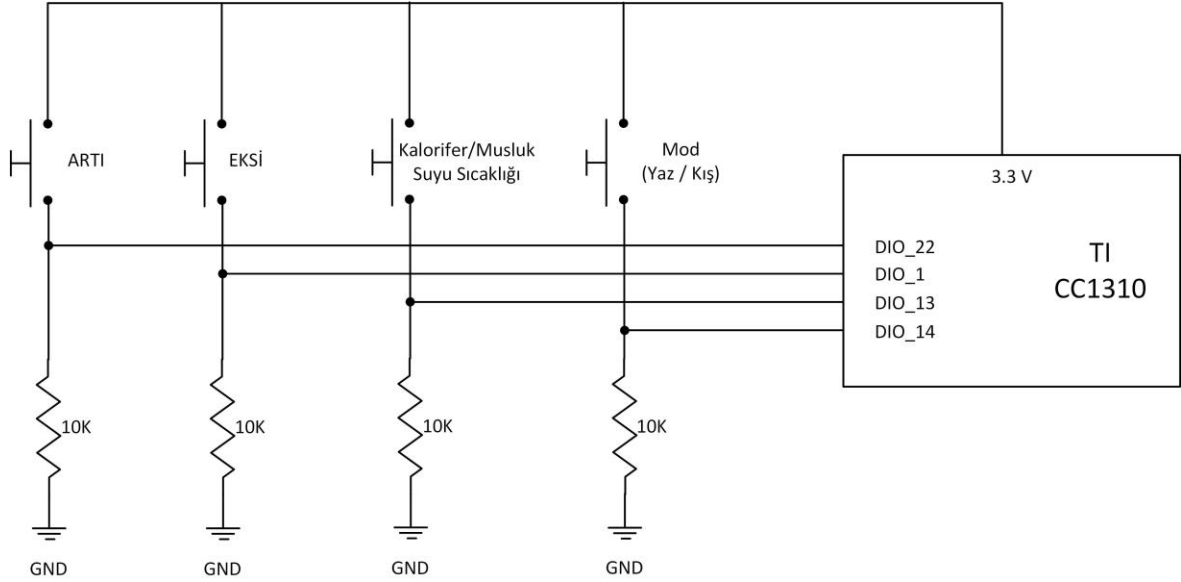 ARTI
EKSİ
Kalorifer/Musluk
Suyu Sıcaklığı
Mod
(Yaz / Kış)
3.3 V
DIO_22
DIO_1
DIO_13
DIO_14
TI
CC1310
10K
10K
10K
10K
GND
GND
GND
GND